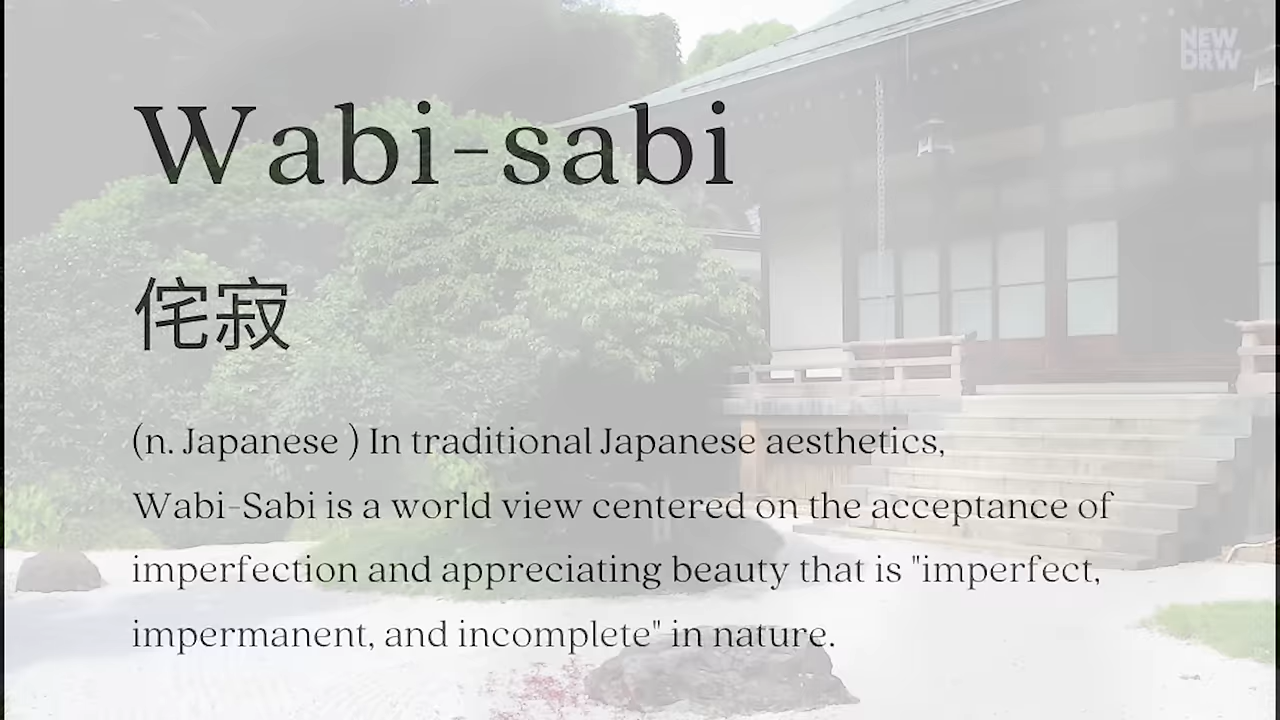 NEW
DRW
Wabi-sabi
侘寂
(n. Japanese ) In traditional Japanese aesthetics,
Wabi-Sabi is a world view centered on the acceptance of
imperfection and appreciating beauty that is "imperfect,
impermanent, and incomplete" in nature.